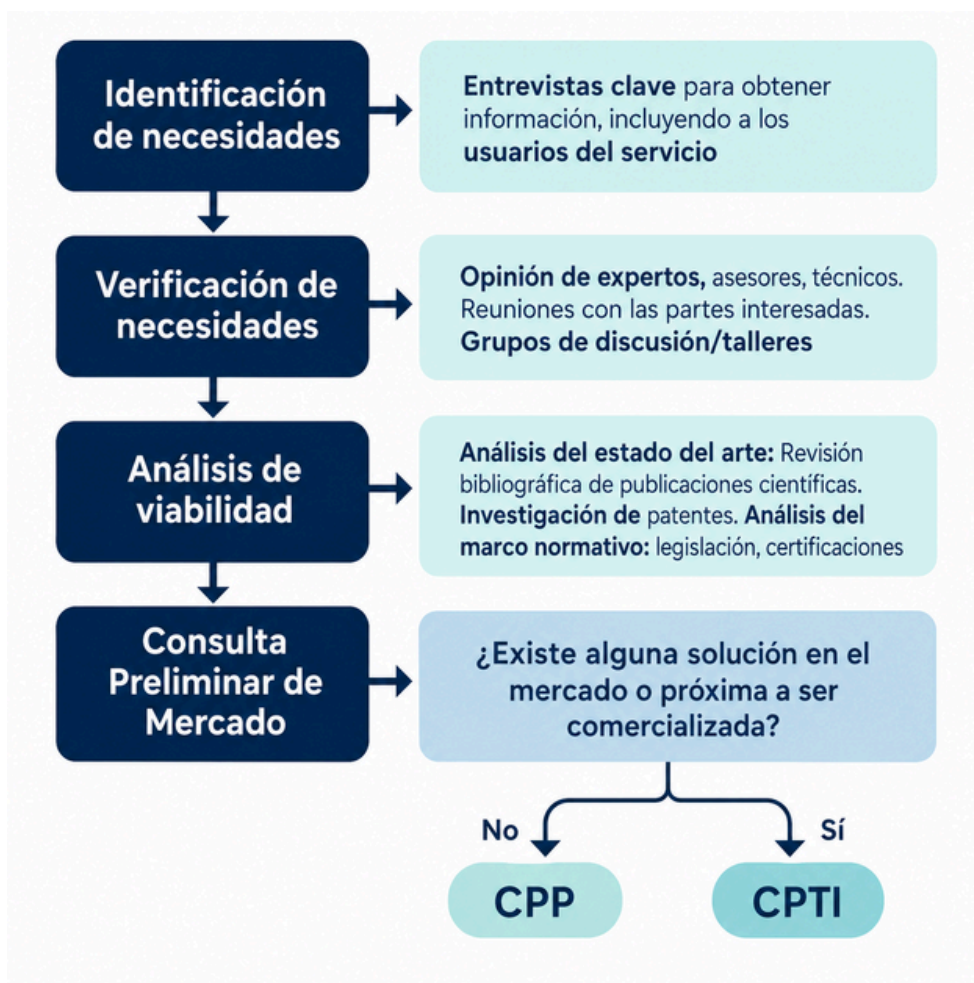 Identificación
de necesidades
Entrevistas clave para obtener
información, incluyendo a los
usuarios del servicio
Verificación de
necesidades
Opinión de expertos, asesores, técnicos.
Reuniones con las partes interesadas.
Grupos de discusión/talleres
Análisis de
viabilidad
Análisis del estado del arte: Revisión
bibliográfica de publicaciones científicas.
Investigación de patentes. Análisis del
marco normativo: legislación, certificaciones
Consulta
Preliminar de
Mercado
¿Existe alguna solución en el
mercado o próxima a ser
comercializada?
No
Sí
CPP
CPTI